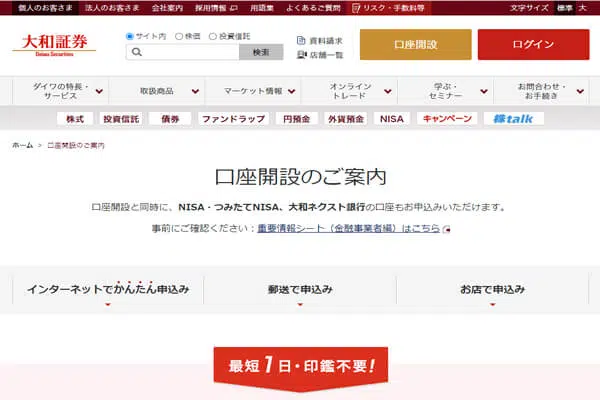 個人のお客さま 法人のお客さま 会社案内 採用情報 用語集 よくあるご質問 リスク・手数料等 文字サイズ 標準 大
大和証券
Daiwa Securities
サイト内 株価 投資信託
検索
資料請求
店舗一覧
口座開設
ログイン
ダイワの特長・サービス
取扱商品
マーケット情報
オンライントレード
学ぶ・セミナー
お問合わせ・お手続き
株式 投資信託 債券 ファンドラップ 円預金 外貨預金 NISA キャンペーン 株talk
ホーム > 口座開設のご案内
口座開設のご案内
口座開設と同時に、NISA・つみたてNISA、大和ネクスト銀行の口座もお申込みいただけます。
事前にご確認ください：重要情報シート（金融事業者編）はこちら
インターネットでかんたん申込み 郵送で申込み お店で申込み
最短1日・印鑑不要!